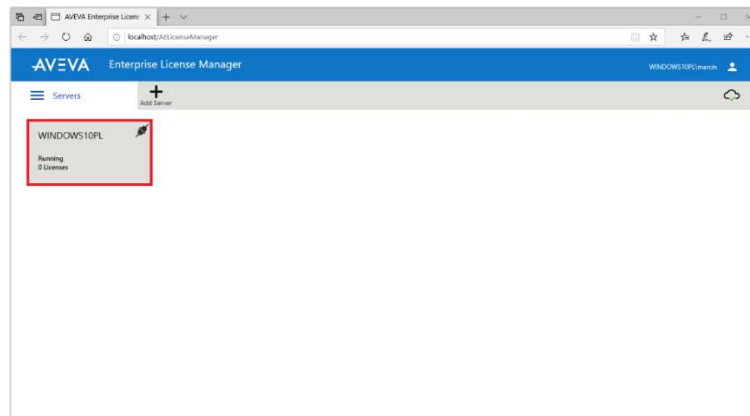 AVEVA Enterprise Licens
localhost/AELicenseManager
AVEVA Enterprise License Manager
WINDOWS10PL\marcin
Servers
Add Server
WINDOWS10PL
Running
0 Licenses